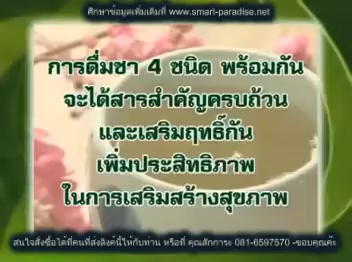 ศึกษาข้อมูลเพิ่มเติมที่ www.smart-paradise.net
การดื่มชา 4 ชนิด พร้อมกัน
จะได้สารสำคัญครบถ้วน
และเสริมฤทธิ์กัน
เพิ่มประสิทธิภาพ
ในการเสริมสร้างสุขภาพ
สนใจสั่งซื้อได้ที่คนที่ส่งลิงค์นี้ให้กับท่าน หรือที่ คุณสักการะ 081-6597570 -ขอบคุณค๊ะ